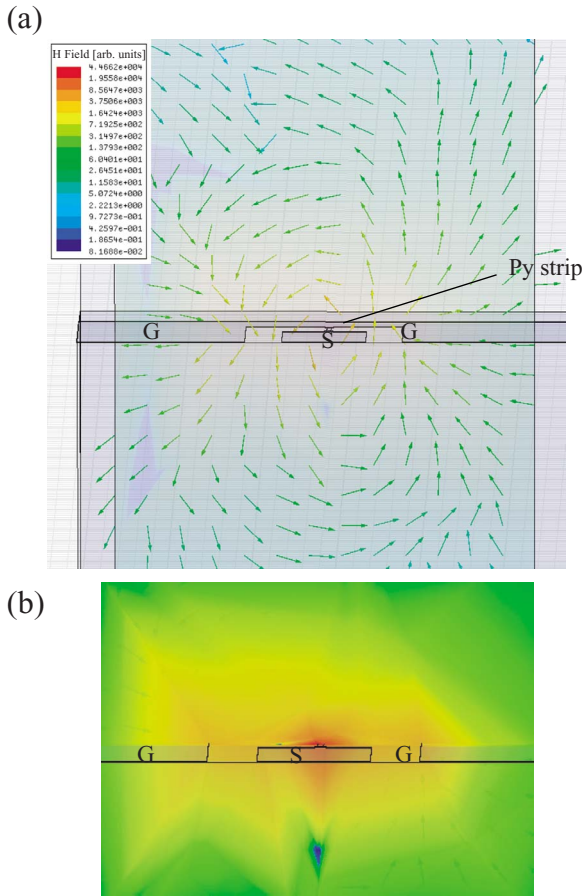 (a)
H Field [arb. units]
4.4662e+004
1.9558e+004
8.5647e+003
3.7506e+003
1.6424e+003
7.1925e+002
3.1497e+002
1.3793e+002
6.0401e+001
2.6451e+001
1.1583e+001
5.0724e+000
2.2213e+000
9.7273e-001
4.2597e-001
1.8654e-001
8.1688e-002
Py strip
G S G
(b)
G S G